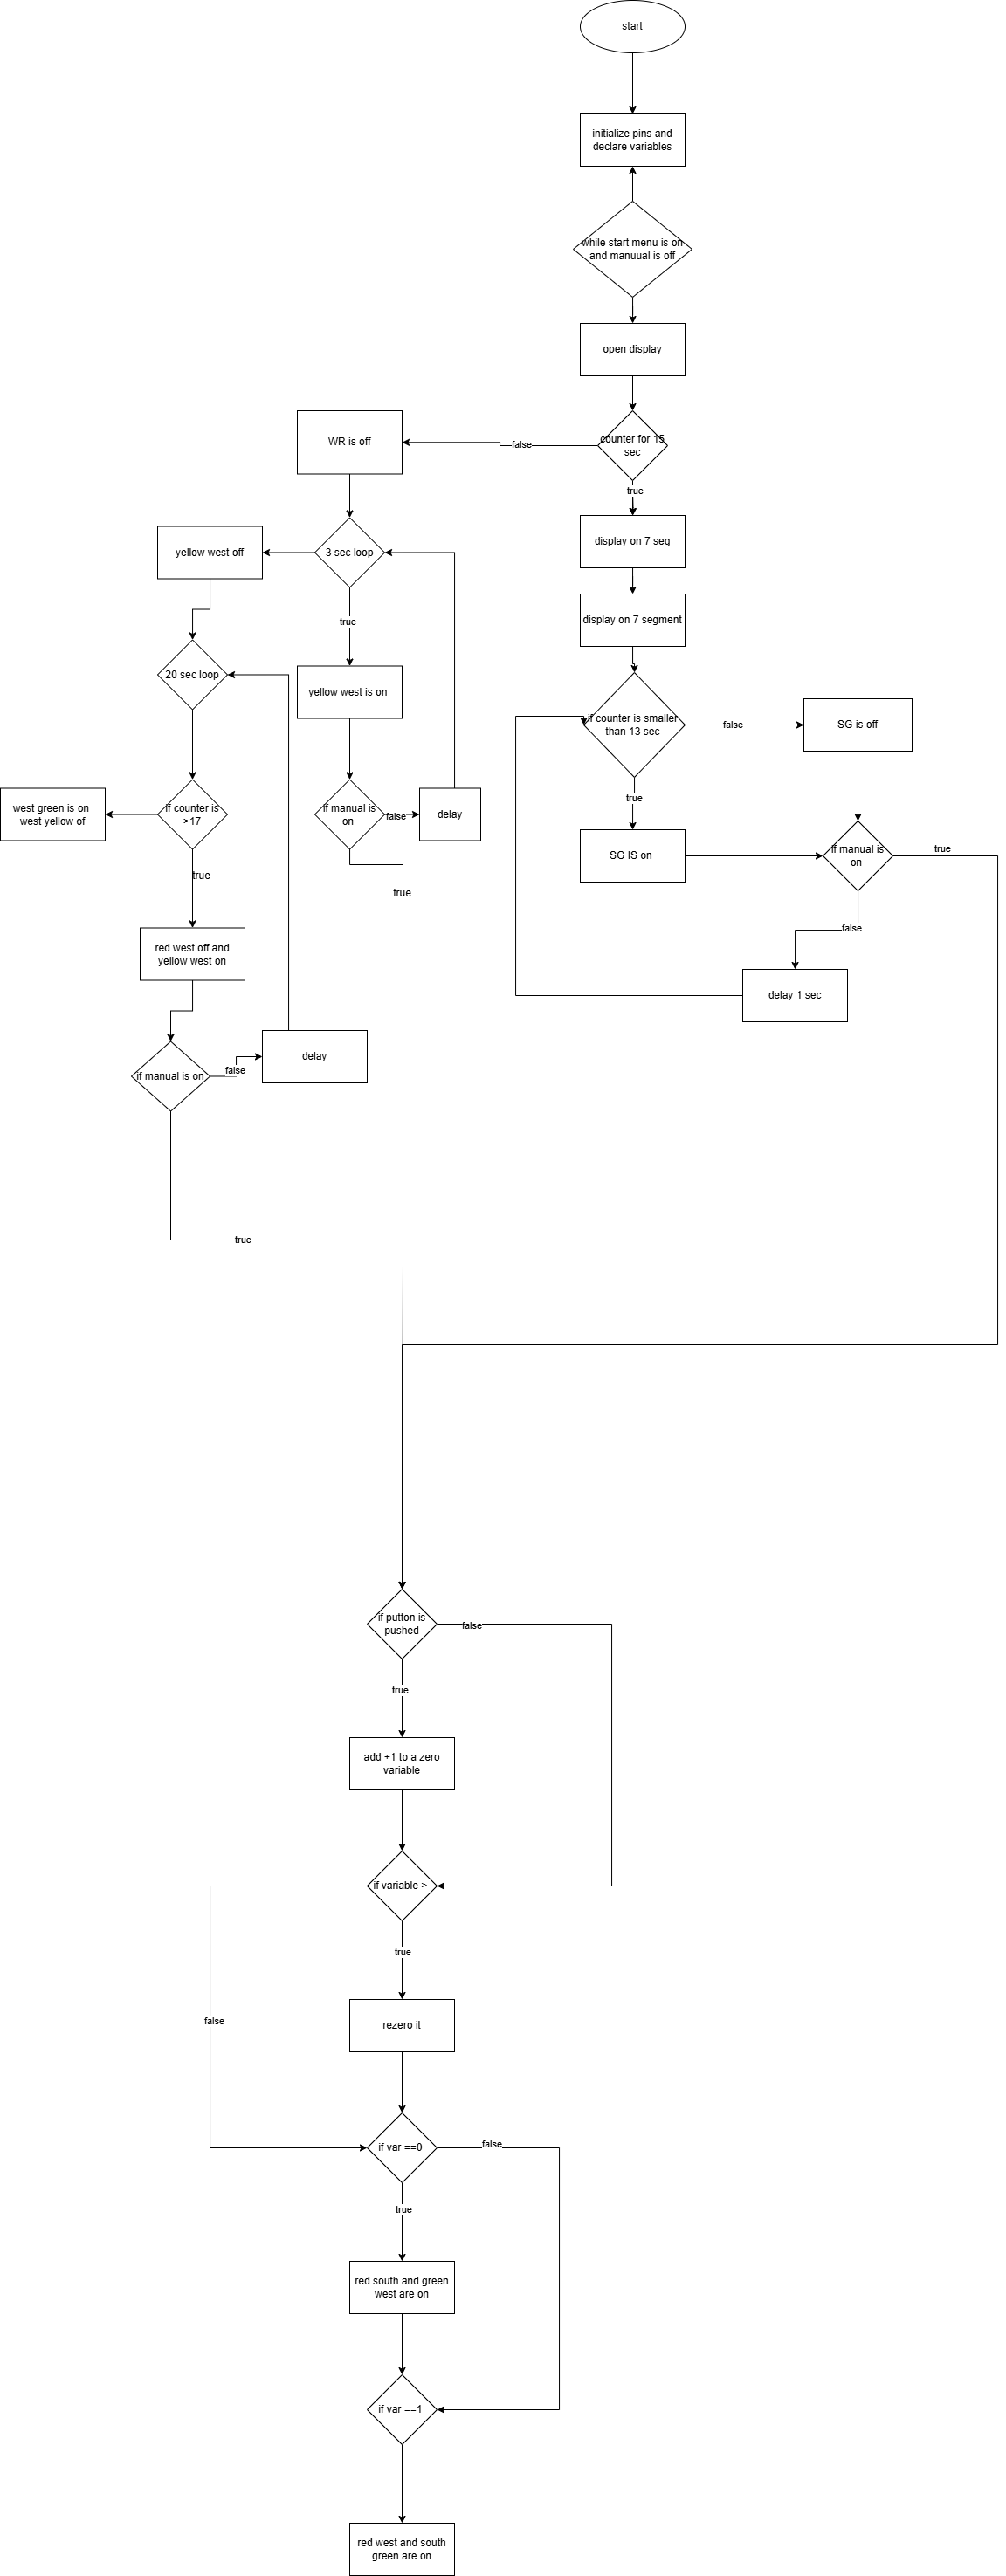 start
initialize pins and
declare variables
while start menu is on
and manuual is off
open display
counter for 15
sec
false
WR is off
true
display on 7 seg
3 sec loop
yellow west off
true
display on 7 segment
20 sec loop
yellow west is on
if counter is smaller
than 13 sec
false
SG is off
true
west green is on
west yellow of
if counter is
>17
if manual is
on
false
delay
SG IS on
if manual is
on
true
true
true
false
red west off and
yellow west on
delay 1 sec
if manual is on
false
delay
true
if putton is
pushed
false
true
add +1 to a zero
variable
if variable >
true
false
rezero it
if var ==0
false
true
red south and green
west are on
if var ==1
red west and south
green are on